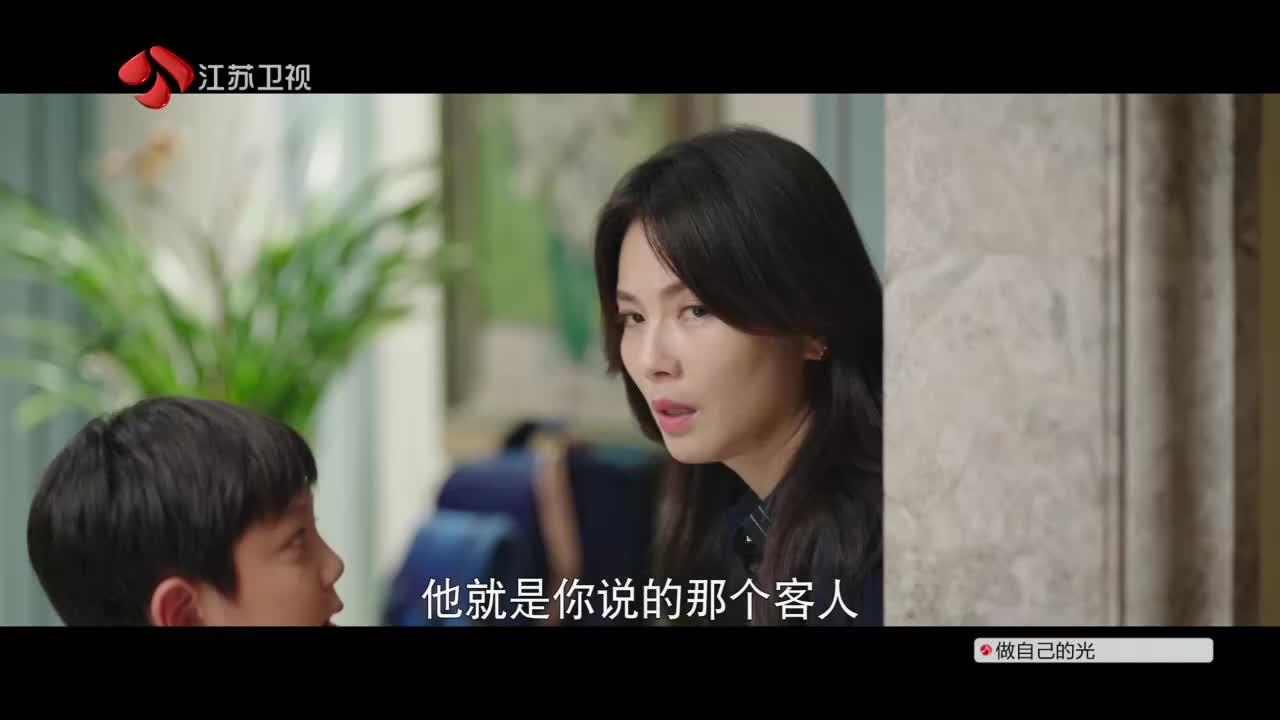 江苏卫视
他就是你说的那个客人
做自己的光